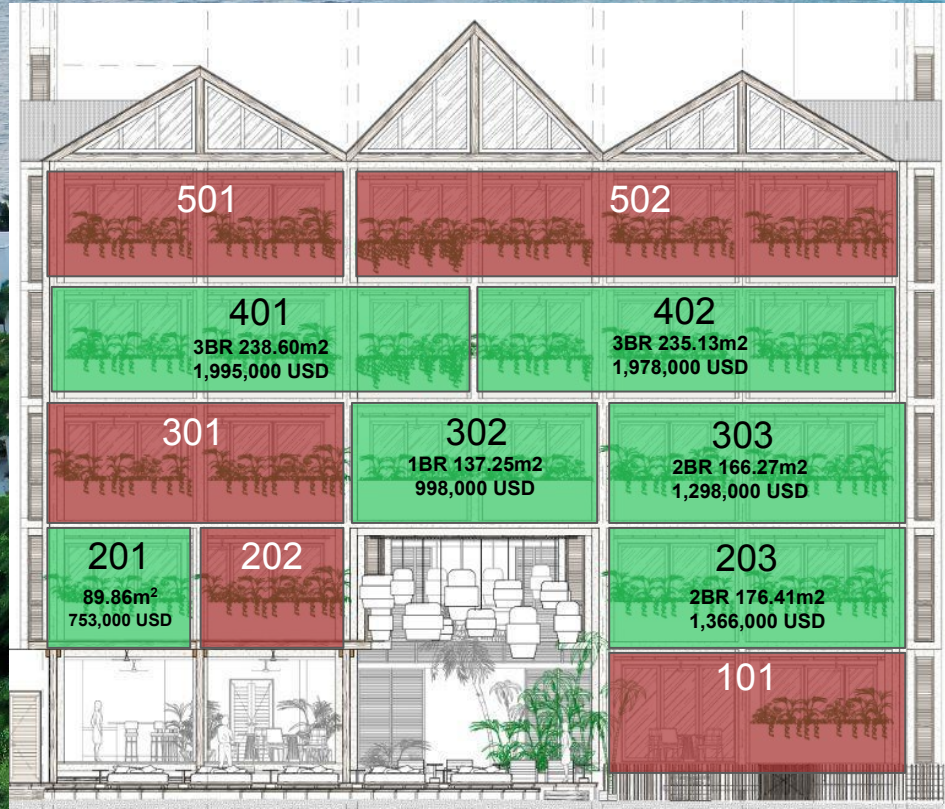 501
502
401
3BR 238.60m2
1,995,000 USD
402
3BR 235.13m2
1,978,000 USD
301
302
1BR 137.25m2
998,000 USD
303
2BR 166.27m2
1,298,000 USD
201
89.86m²
753,000 USD
202
203
2BR 176.41m2
1,366,000 USD
101